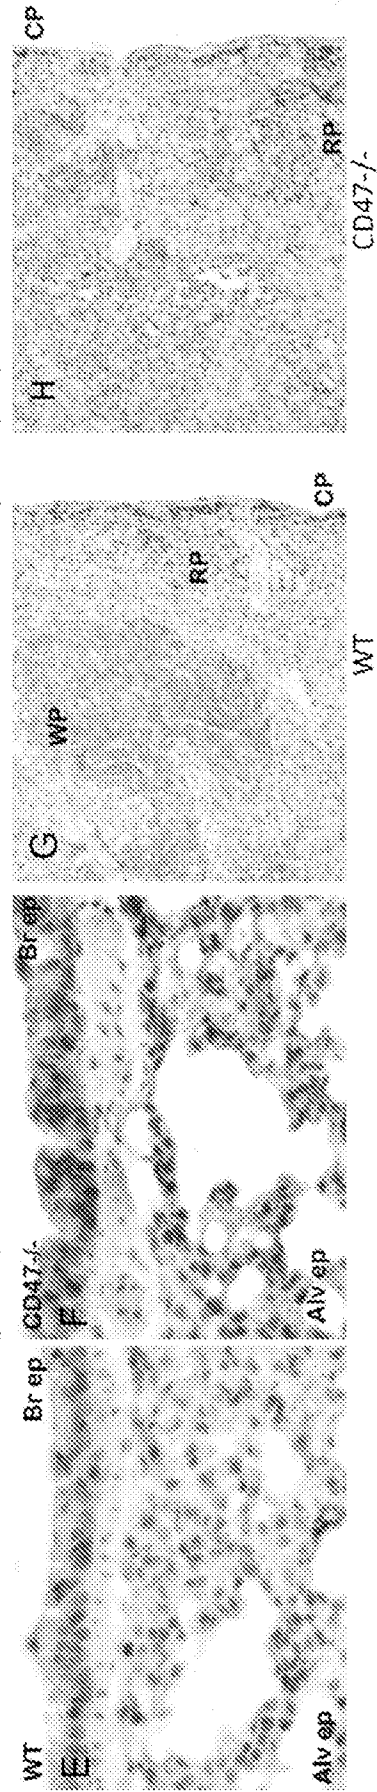 WT
Br ep
E
Alv ep
CD47-/-
Br ep
F
Alv ep
G
WP
RP
CP
WT
H
CP
RP
CD47-/-